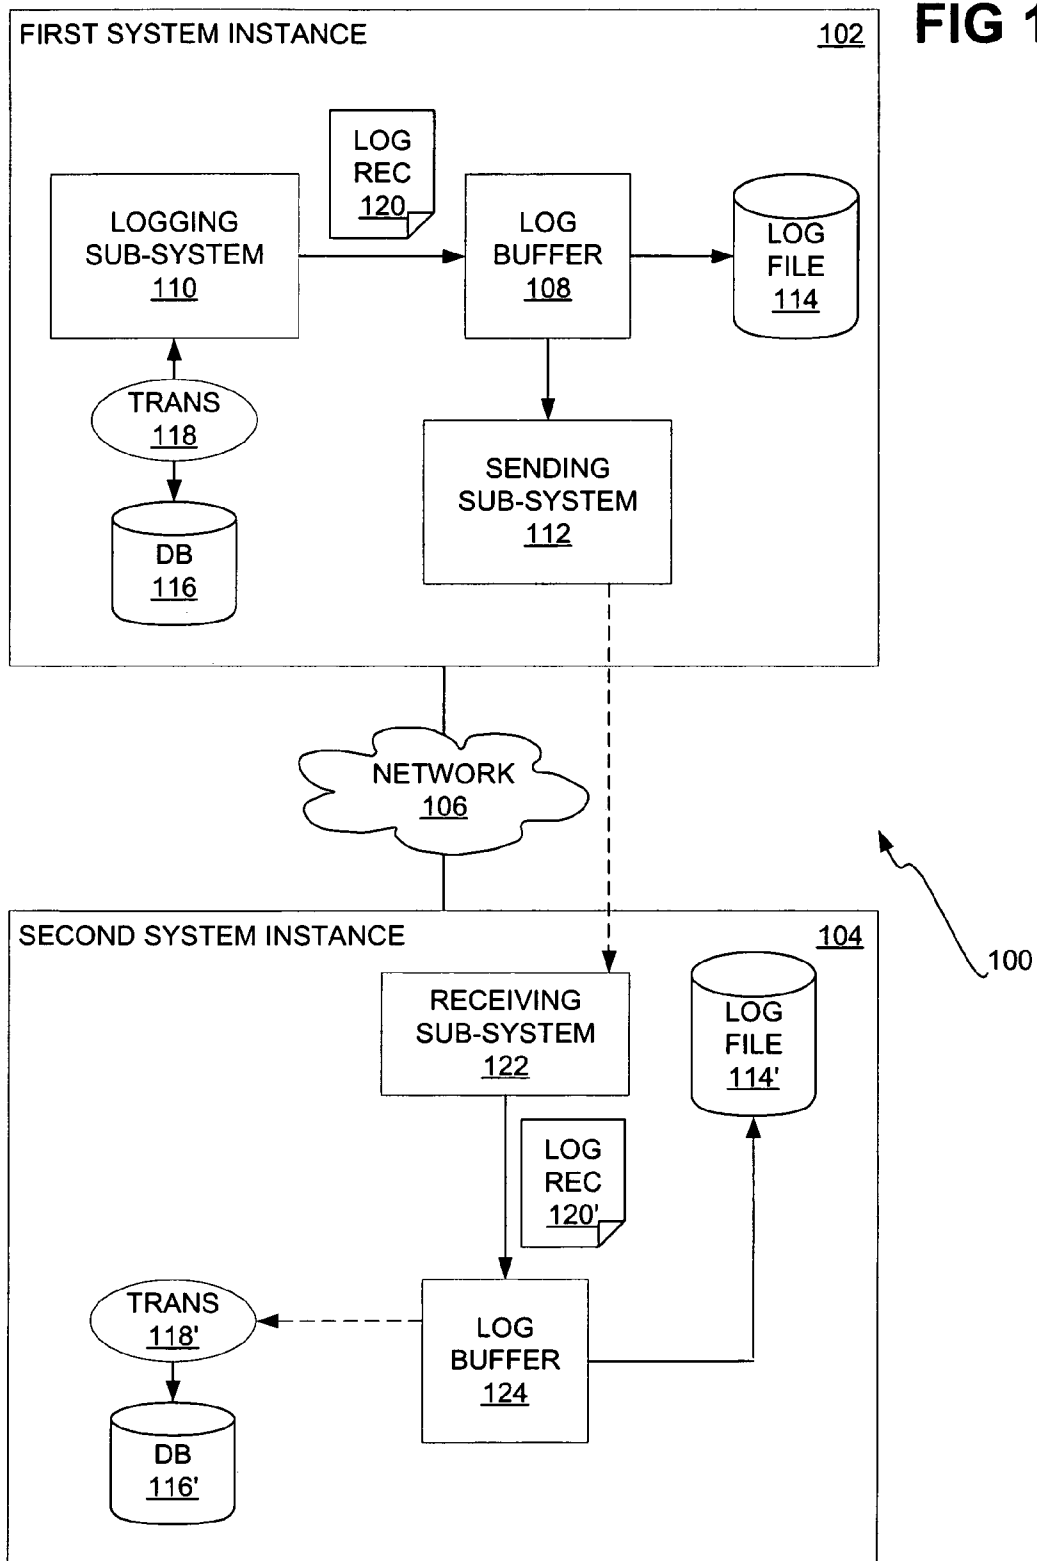 FIG 1
FIRST SYSTEM INSTANCE
102
LOG
REC
120
LOGGING
SUB-SYSTEM
110
LOG
BUFFER
108
LOG
FILE
114
TRANS
118
SENDING
SUB-SYSTEM
112
DB
116
NETWORK
106
SECOND SYSTEM INSTANCE
104
100
RECEIVING
SUB-SYSTEM
122
LOG
FILE
114'
LOG
REC
120'
TRANS
118'
LOG
BUFFER
124
DB
116'